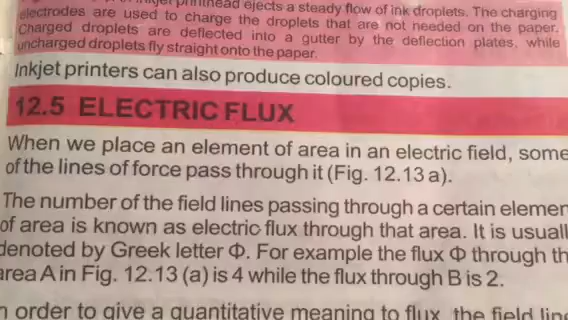 printhead ejects a steady flow of ink droplets. The charging
electrodes are used to charge the droplets that are not needed on the paper.
Charged droplets are deflected into a gutter by the deflection plates, while
uncharged droplets fly straight onto the paper.
Inkjet printers can also produce coloured copies.
12.5 ELECTRIC FLUX
When we place an element of area in an electric field, some
of the lines of force pass through it (Fig. 12.13 a).
The number of the field lines passing through a certain elemen
of area is known as electric flux through that area. It is usuall
denoted by Greek letter Φ. For example the flux Φ through th
area A in Fig. 12.13 (a) is 4 while the flux through B is 2.
n order to give a quantitative meaning to flux, the field line